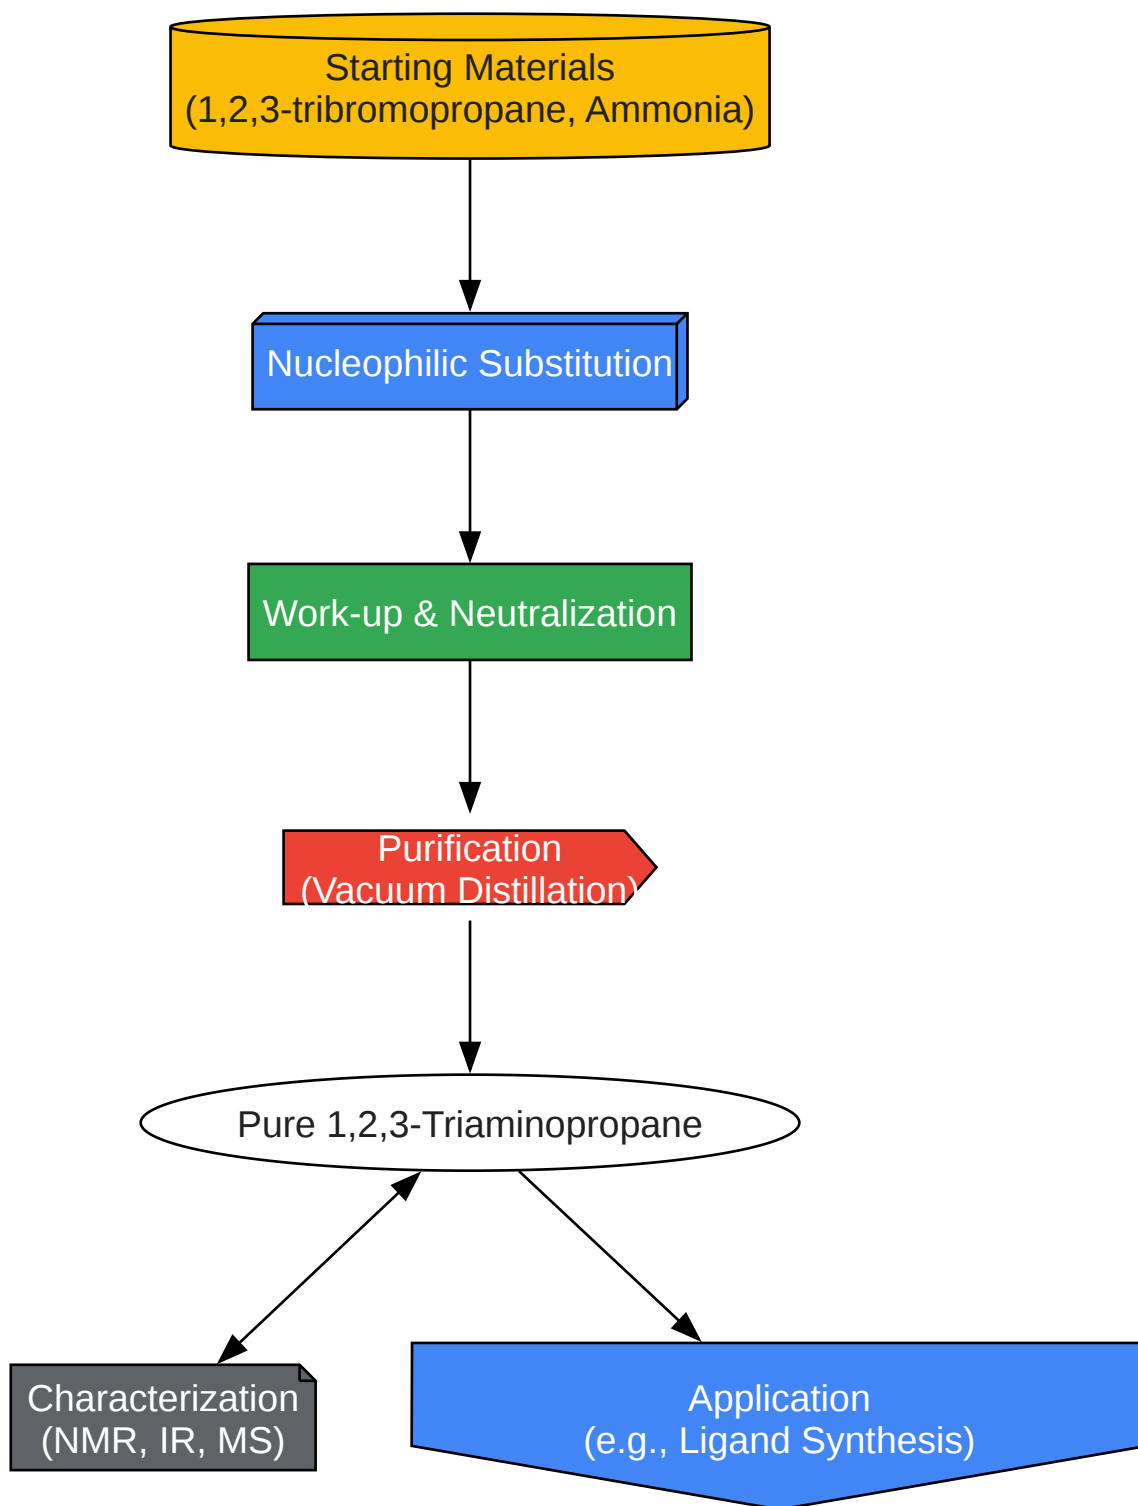 Starting Materials
(1,2,3-tribromopropane, Ammonia)
Nucleophilic Substitution
Work-up & Neutralization
Purification
(Vacuum Distillation)
Pure 1,2,3-Triaminopropane
Characterization
(NMR, IR, MS)
Application
(e.g., Ligand Synthesis)